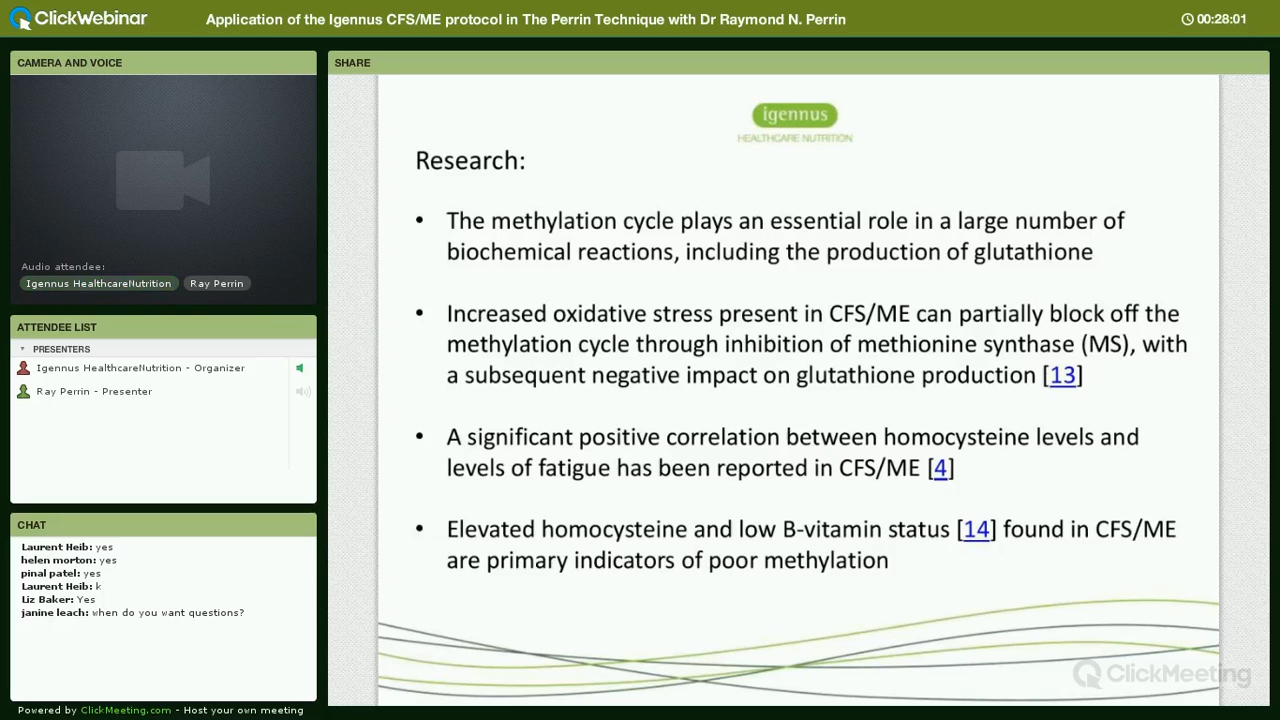 ClickWebinar
Application of the Igennus CFS/ME protocol in The Perrin Technique with Dr Raymond N. Perrin
00:28:01
CAMERA AND VOICE
Audio attendee:
Igennus HealthcareNutrition
Ray Perrin
ATTENDEE LIST
PRESENTERS
Igennus HealthcareNutrition - Organizer
Ray Perrin - Presenter
CHAT
Laurent Heib: yes
helen morton: yes
pinal patel: yes
Laurent Heib: k
Liz Baker: Yes
janine leach: when do you want questions?
Powered by ClickMeeting.com - Host your own meeting
SHARE
igennus
HEALTHCARE NUTRITION
Research:
• The methylation cycle plays an essential role in a large number of
biochemical reactions, including the production of glutathione
• Increased oxidative stress present in CFS/ME can partially block off the
methylation cycle through inhibition of methionine synthase (MS), with
a subsequent negative impact on glutathione production [13]
• A significant positive correlation between homocysteine levels and
levels of fatigue has been reported in CFS/ME [4]
• Elevated homocysteine and low B-vitamin status [14] found in CFS/ME
are primary indicators of poor methylation
ClickMeeting